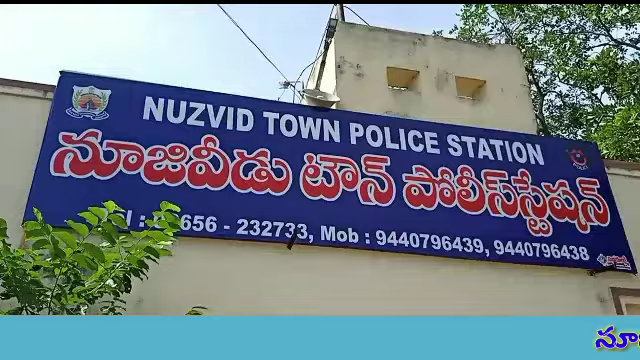 NUZVID TOWN POLICE STATION
నూజివీడు టౌన్ పోలీస్‌స్టేషన్
656 - 232733, Mob : 9440796439, 9440796438